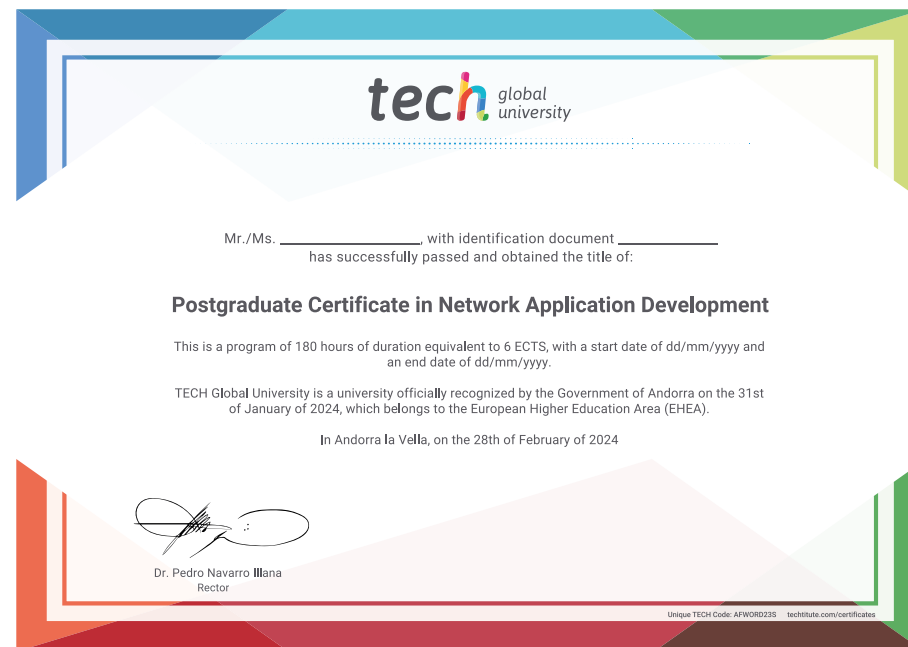 tech global
university
Mr./Ms. ____________________, with identification document ______________
has successfully passed and obtained the title of:
Postgraduate Certificate in Network Application Development
This is a program of 180 hours of duration equivalent to 6 ECTS, with a start date of dd/mm/yyyy and
an end date of dd/mm/yyyy.
TECH Global University is a university officially recognized by the Government of Andorra on the 31st
of January of 2024, which belongs to the European Higher Education Area (EHEA).
In Andorra la Vella, on the 28th of February of 2024
Dr. Pedro Navarro Illana
Rector
Unique TECH Code: AFWORD23S techtitute.com/certificates